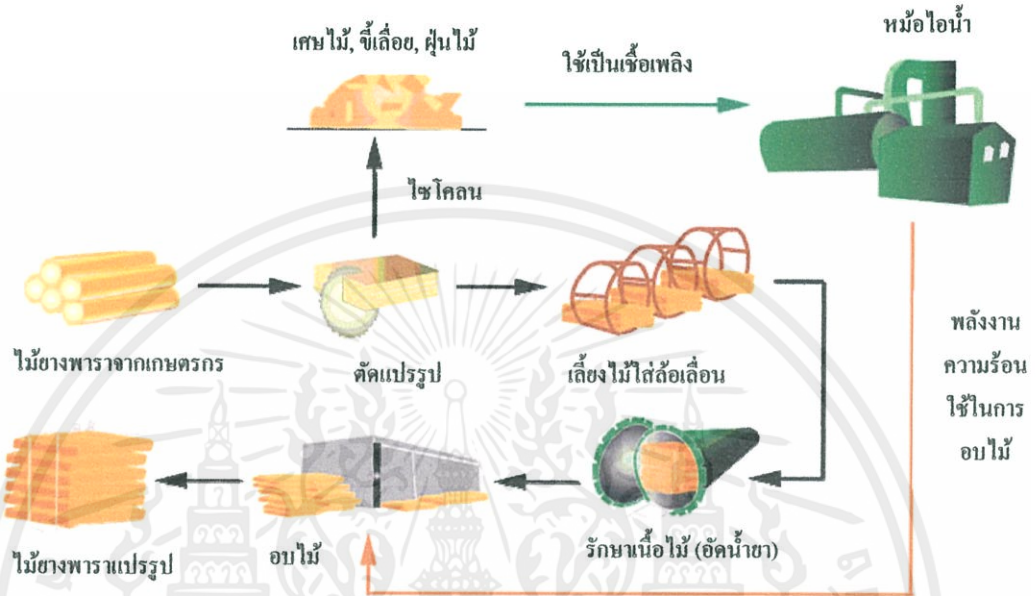 หม้อไอน้ำ
เศษไม้, ขี้เลื่อย, ฝุ่นไม้
ใช้เป็นเชื้อเพลิง
ไซโคลน
ไม้ยางพาราจากเกษตรกร
ตัดแปรรูป
เลี้ยงไม้ใส่ล้อเลื่อน
พลังงาน
ความร้อน
ใช้ในการ
อบไม้
รักษาเนื้อไม้ (อัดน้ำยา)
อบไม้
ไม้ยางพาราแปรรูป